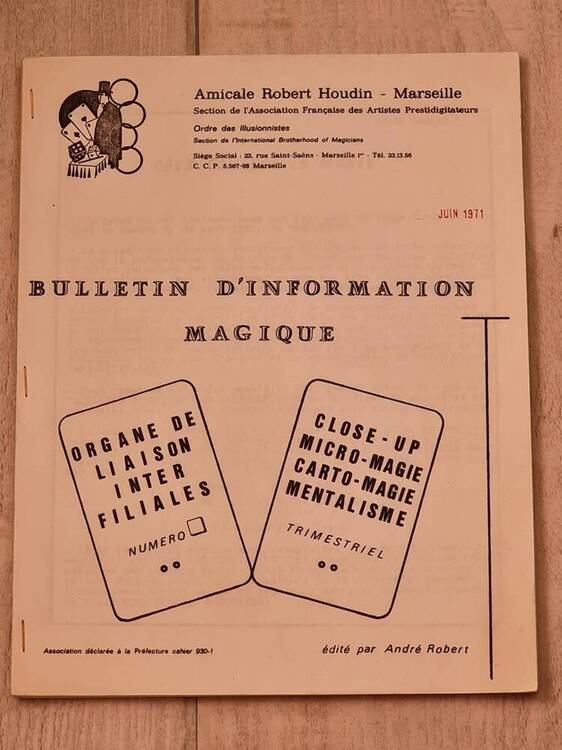 Amicale Robert Houdin - Marseille
Section de l'Association Française des Artistes Prestidigitateurs
Ordre des Illusionnistes
Section de l'International Brotherhood of Magicians
Siège Social : 23, rue Saint-Saëns - Marseille 1er - Tél. 33.13.56
C. C. P. 5.567-86 Marseille
JUIN 1971
BULLETIN D'INFORMATION
MAGIQUE
ORGANE DE
LIAISON
INTER
FILIALES
NUMERO
CLOSE-UP
MICRO-MAGIE
CARTO-MAGIE
MENTALISME
TRIMESTRIEL
Association déclarée à la Préfecture cahier 930-1
édité par André Robert